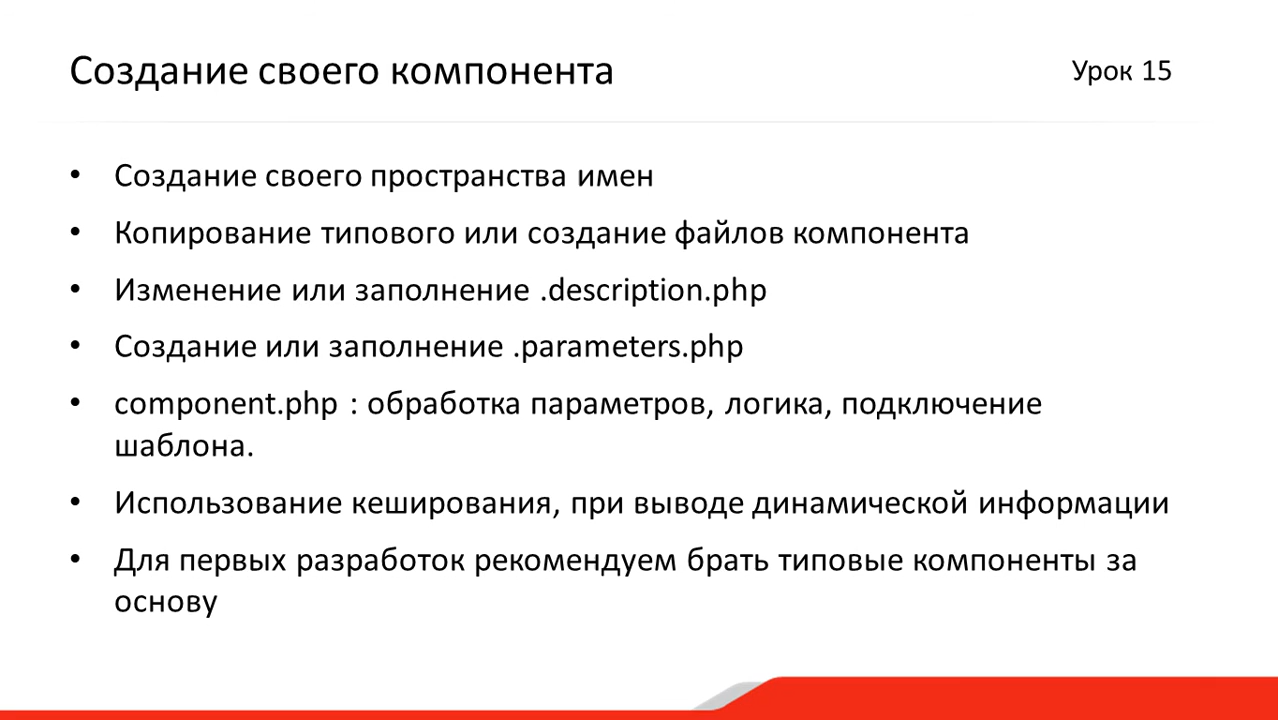 Создание своего компонента
Урок 15
• Создание своего пространства имен
• Копирование типового или создание файлов компонента
• Изменение или заполнение .description.php
• Создание или заполнение .parameters.php
• component.php : обработка параметров, логика, подключение
шаблона.
• Использование кеширования, при выводе динамической информации
• Для первых разработок рекомендуем брать типовые компоненты за
основу